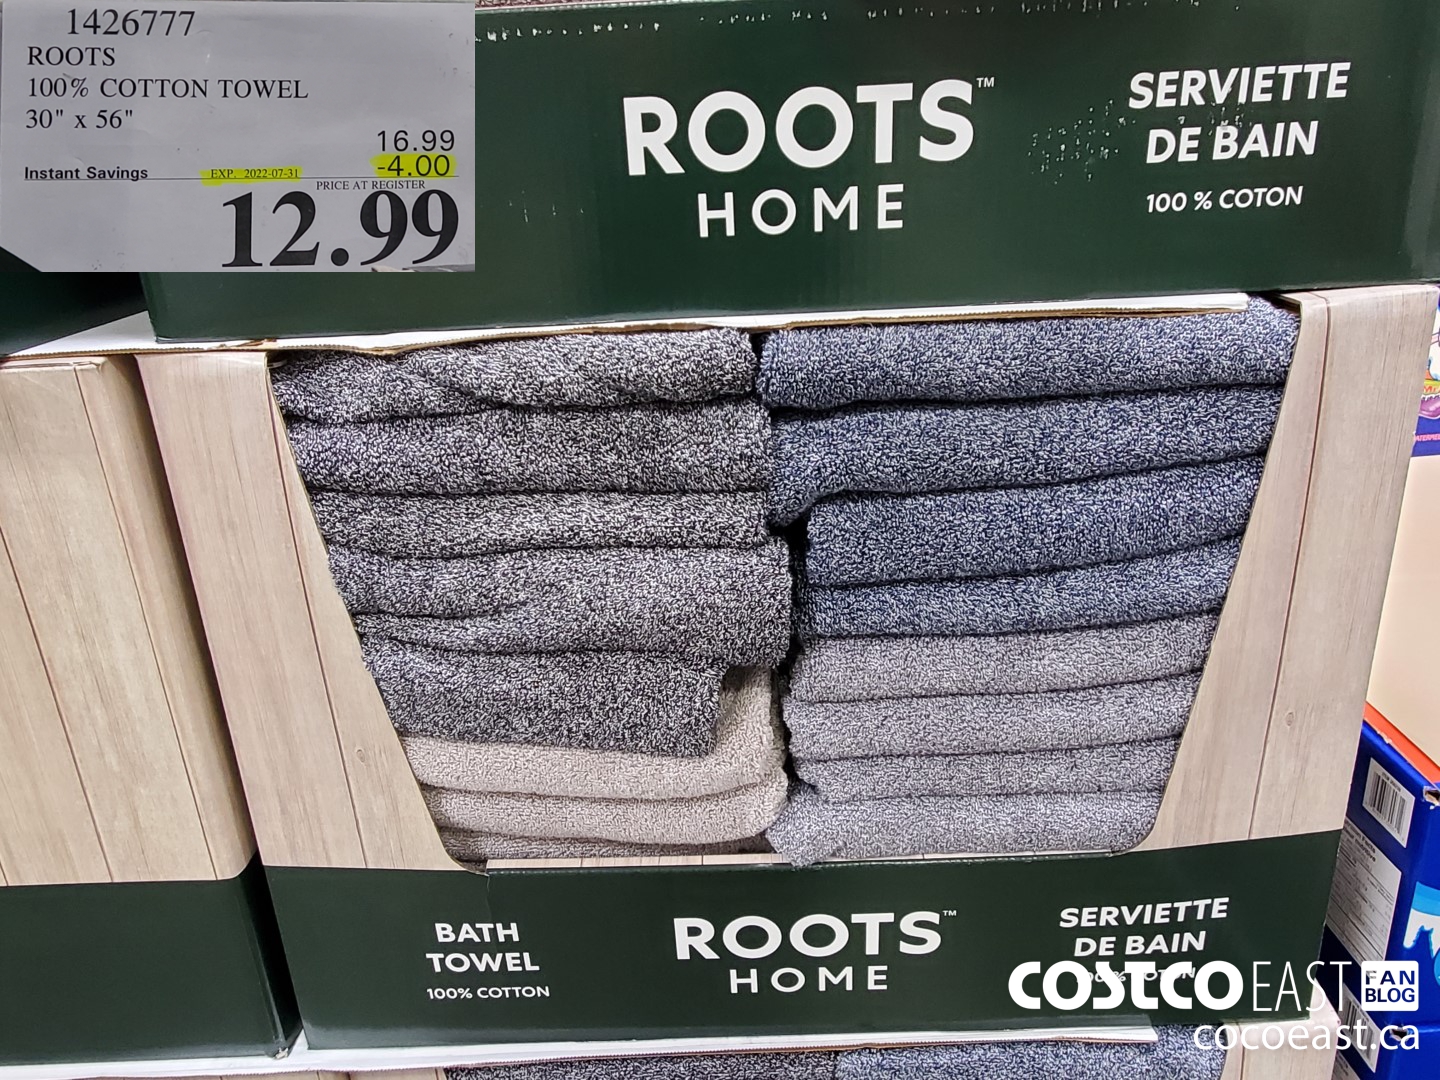 1426777
ROOTS
100% COTTON TOWEL
30" x 56"
16.99
Instant Savings EXP. 2022-07-31 -4.00
PRICE AT REGISTER
12.99
ROOTS™
HOME
SERVIETTE
DE BAIN
100 % COTON
BATH
TOWEL
100% COTTON
ROOTS™
HOME
SERVIETTE
DE BAIN
COSTCO EAST FAN BLOG
cocoeast.ca